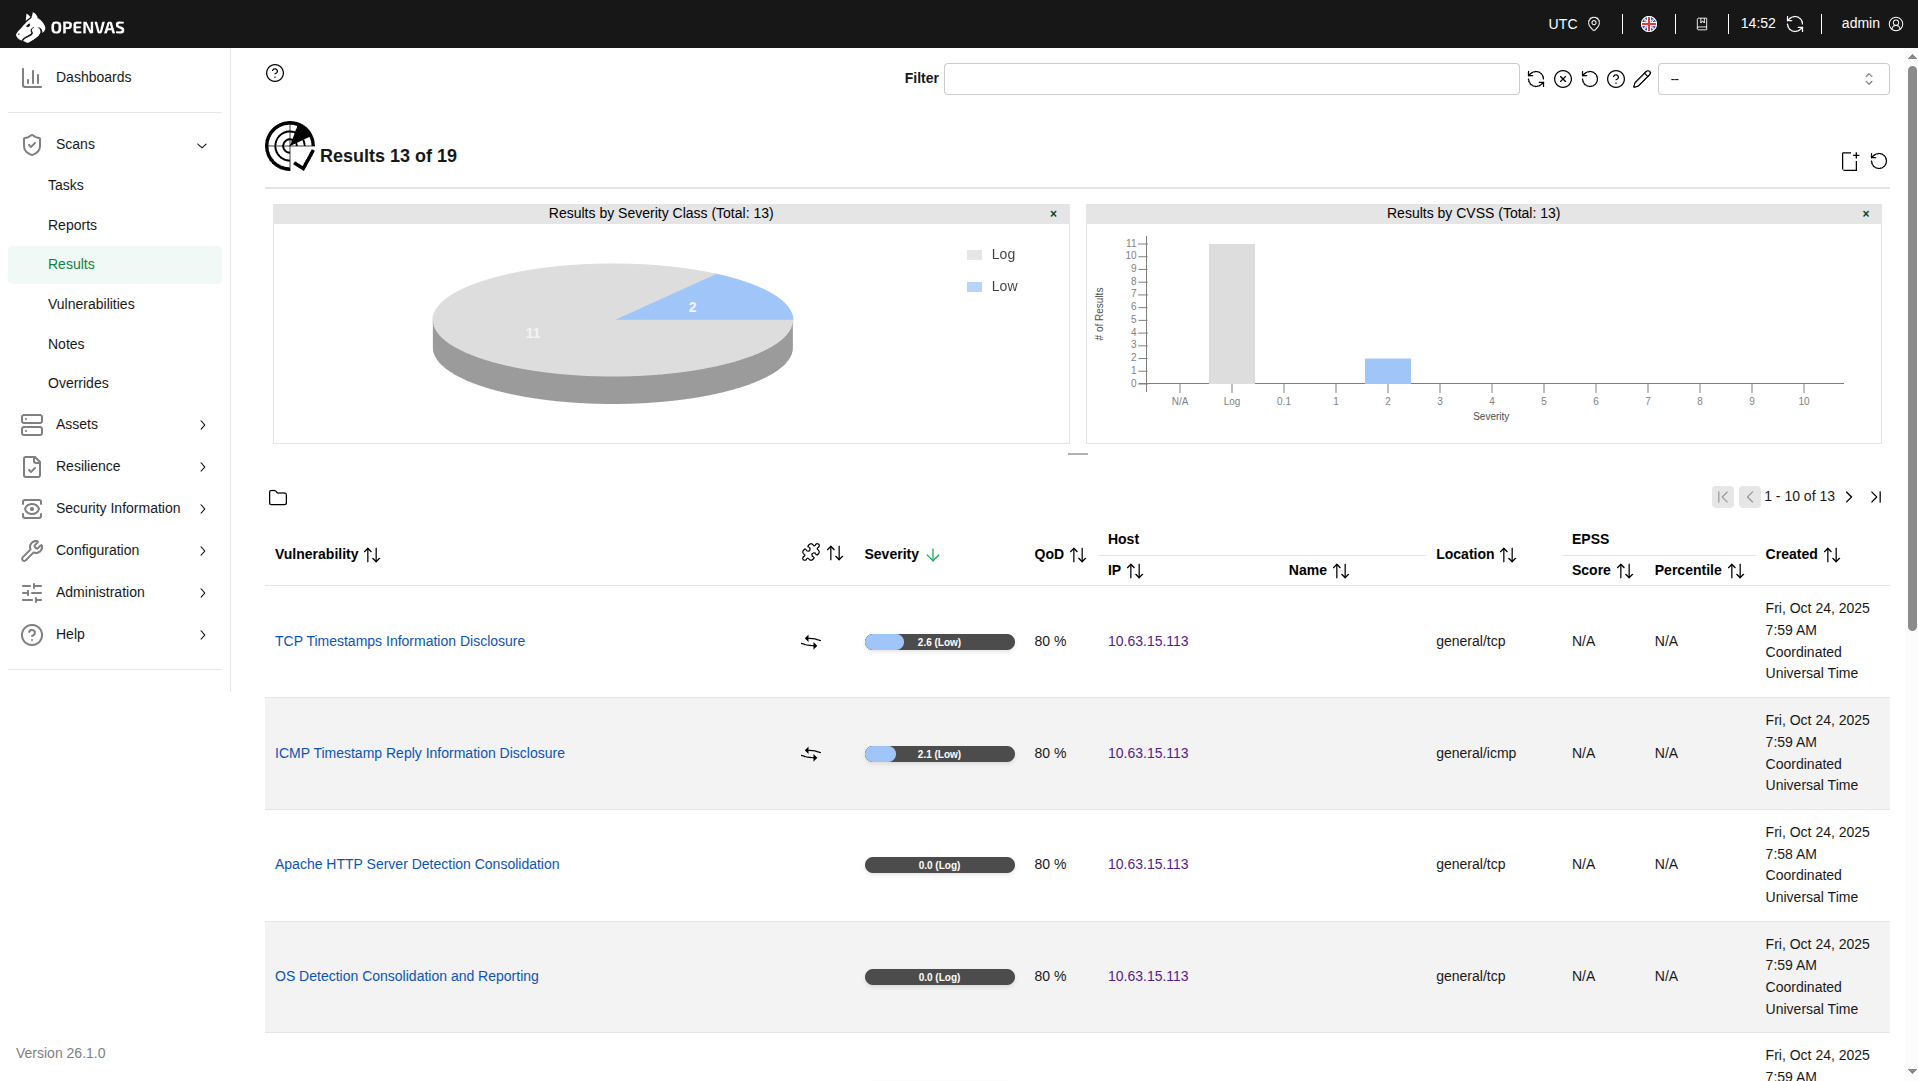 OPENVAS
UTC
14:52
admin
Dashboards
Scans
Tasks
Reports
Results
Vulnerabilities
Notes
Overrides
Assets
Resilience
Security Information
Configuration
Administration
Help
Version 26.1.0
Filter
--
Results 13 of 19
Results by Severity Class (Total: 13)
×
11
2
Log
Low
Results by CVSS (Total: 13)
×
# of Results
11
10
9
8
7
6
5
4
3
2
1
0
N/A Log 0.1 1 2 3 4 5 6 7 8 9 10
Severity
1 - 10 of 13
Vulnerability Severity QoD Host Location EPSS Created
IP Name Score Percentile
TCP Timestamps Information Disclosure 2.6 (Low) 80 % 10.63.15.113 general/tcp N/A N/A
Fri, Oct 24, 2025
7:59 AM
Coordinated
Universal Time
ICMP Timestamp Reply Information Disclosure 2.1 (Low) 80 % 10.63.15.113 general/icmp N/A N/A
Fri, Oct 24, 2025
7:59 AM
Coordinated
Universal Time
Apache HTTP Server Detection Consolidation 0.0 (Log) 80 % 10.63.15.113 general/tcp N/A N/A
Fri, Oct 24, 2025
7:58 AM
Coordinated
Universal Time
OS Detection Consolidation and Reporting 0.0 (Log) 80 % 10.63.15.113 general/tcp N/A N/A
Fri, Oct 24, 2025
7:59 AM
Coordinated
Universal Time
Fri, Oct 24, 2025
7:59 AM